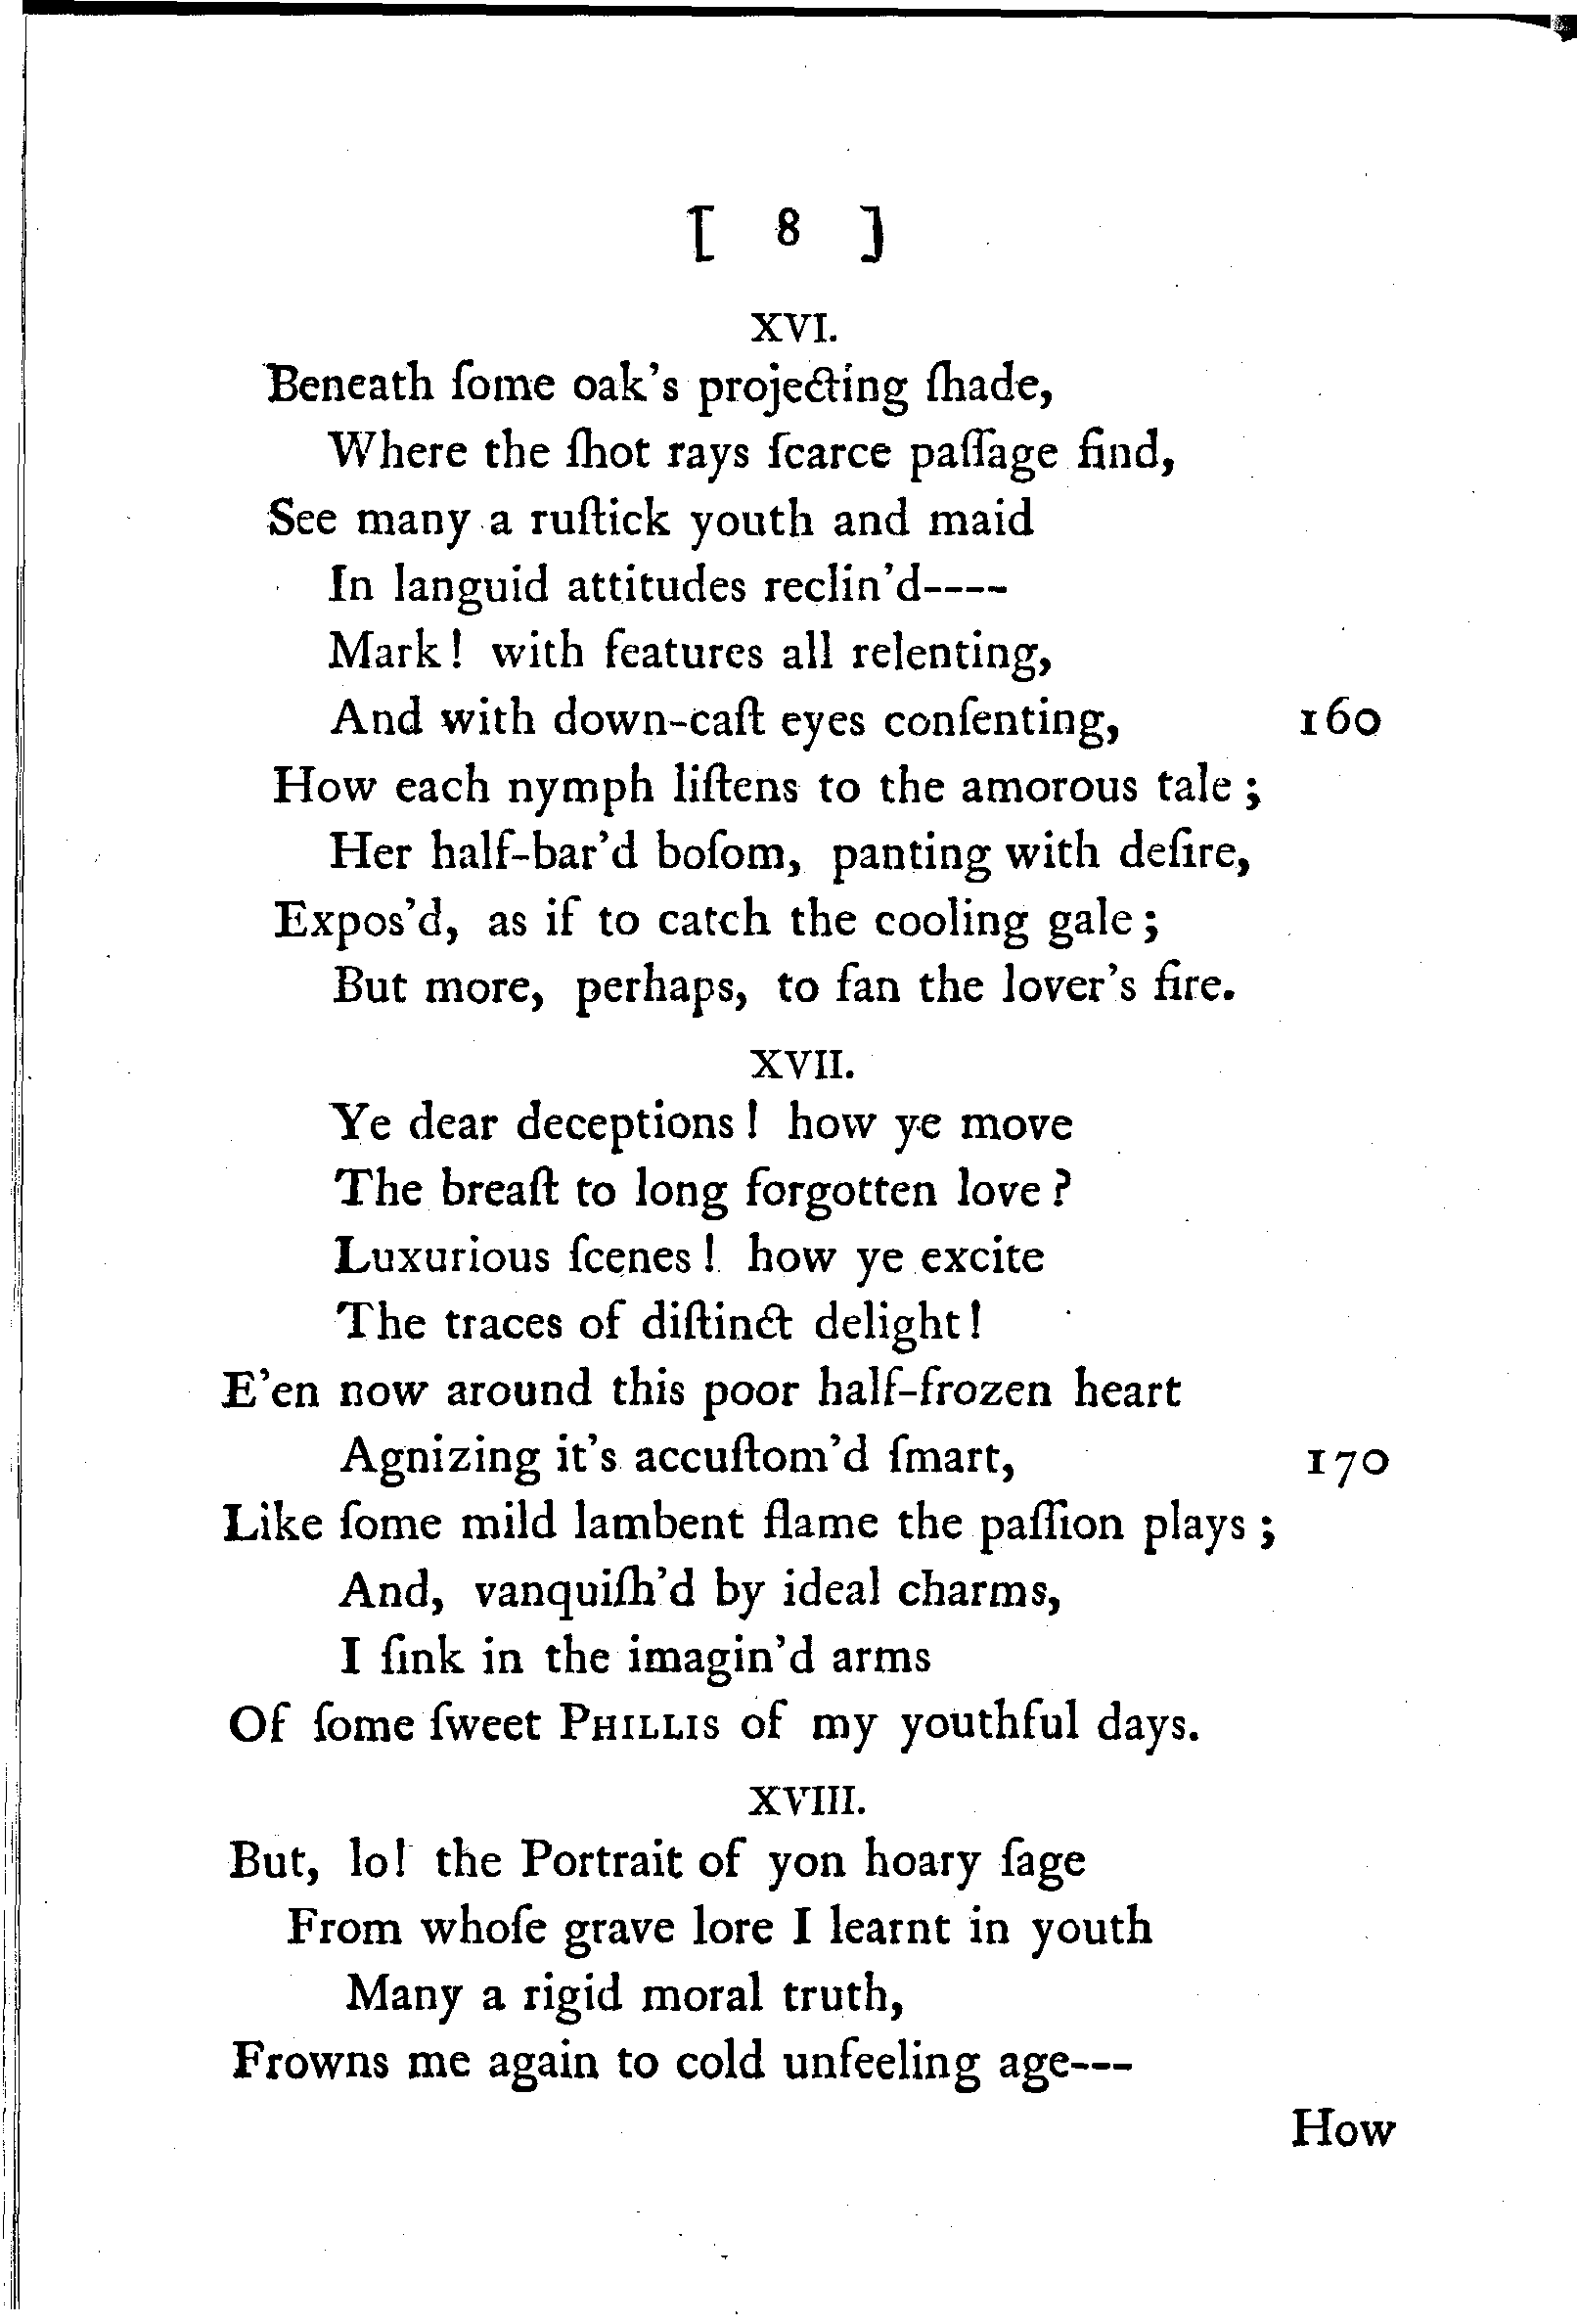 [ 8 ]
XVI.
Beneath ſome oak's projecting ſhade,
Where the ſhot rays ſcarce paſſage find,
See many a ruſtick youth and maid
In languid attitudes reclin'd----
Mark! with features all relenting,
And with down-caſt eyes conſenting, 160
How each nymph liſtens to the amorous tale;
Her half-bar'd boſom, panting with deſire,
Expos'd, as if to catch the cooling gale;
But more, perhaps, to fan the lover's fire.
XVII.
Ye dear deceptions! how ye move
The breaſt to long forgotten love?
Luxurious ſcenes! how ye excite
The traces of diſtinct delight!
E'en now around this poor half-frozen heart
Agnizing it's accuſtom'd ſmart, 170
Like ſome mild lambent flame the paſſion plays;
And, vanquiſh'd by ideal charms,
I ſink in the imagin'd arms
Of ſome ſweet PHILLIS of my youthful days.
XVIII.
But, lo! the Portrait of yon hoary ſage
From whoſe grave lore I learnt in youth
Many a rigid moral truth,
Frowns me again to cold unfeeling age---
How